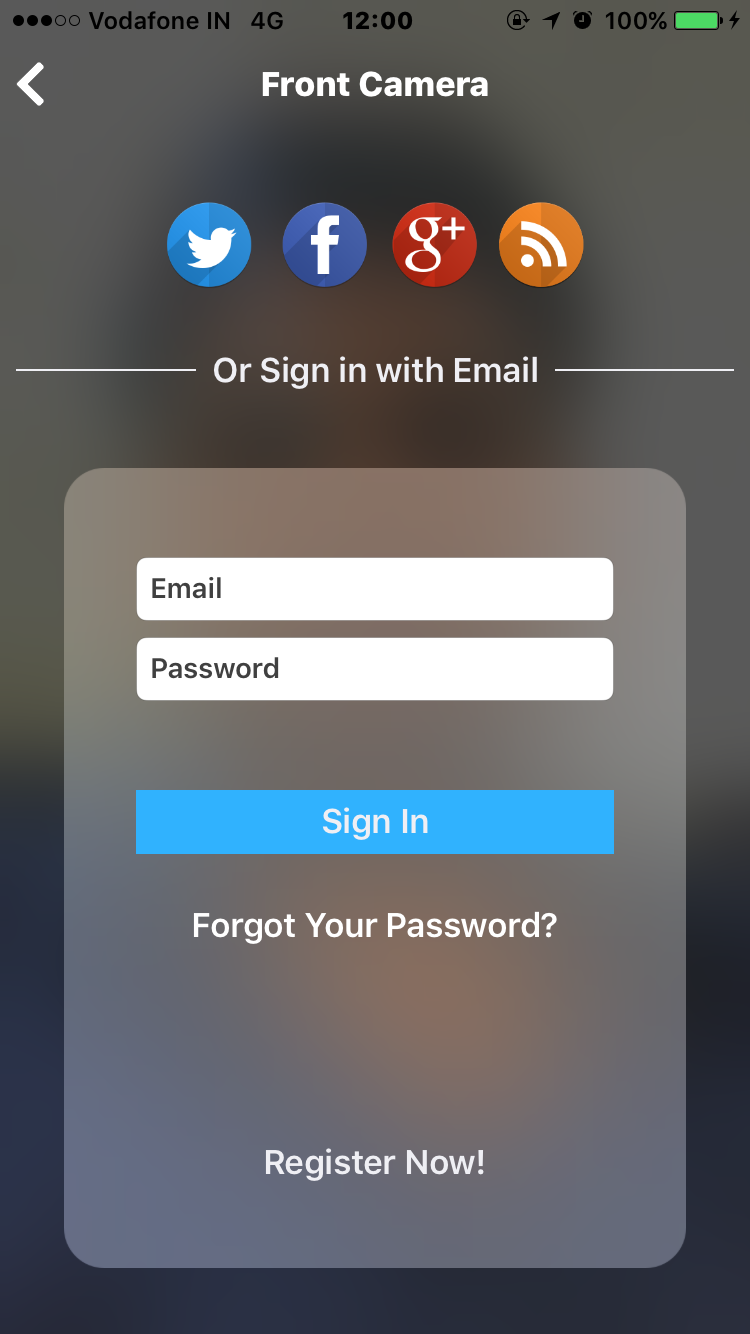 Vodafone IN 4G 12:00 100%
Front Camera
f g+
Or Sign in with Email
Email
Password
Sign In
Forgot Your Password?
Register Now!